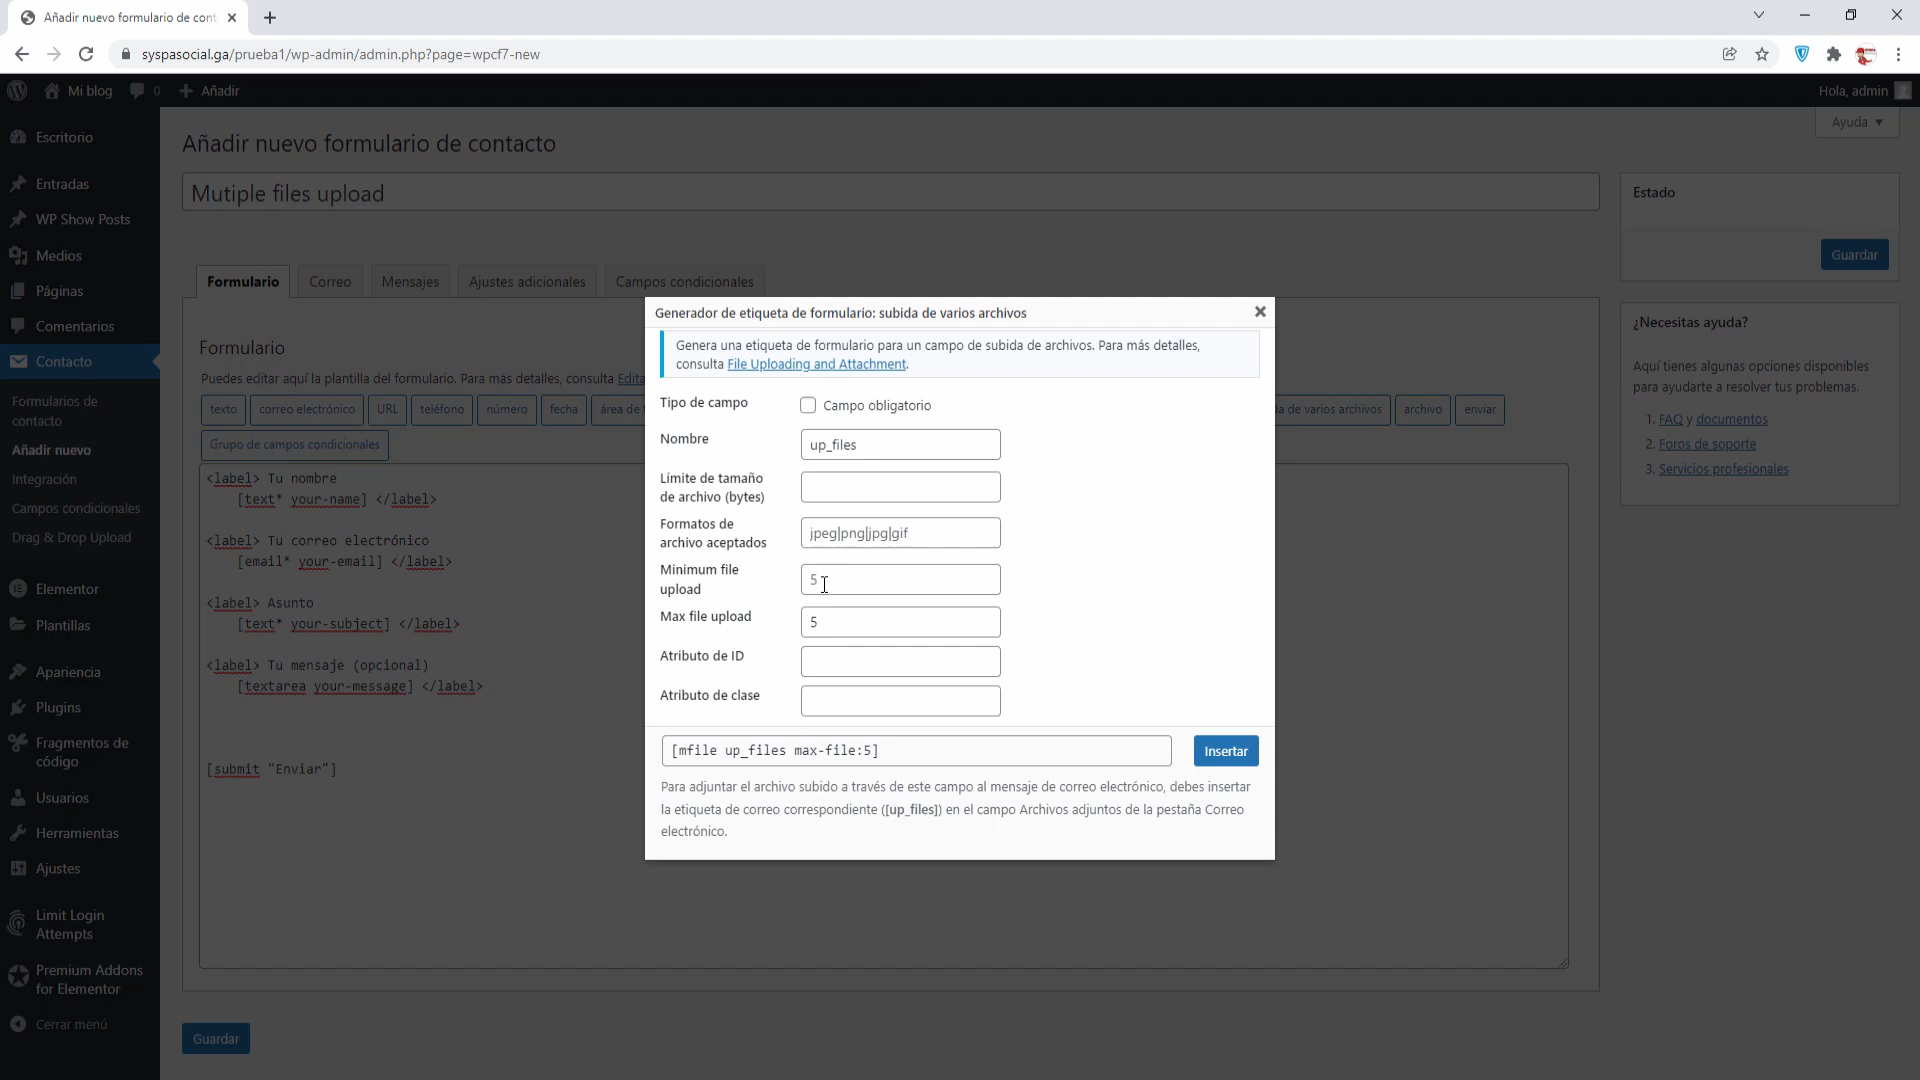 Añadir nuevo formulario de cont
syspasocial.ga/prueba1/wp-admin/admin.php?page=wpcf7-new
Mi blog
0
Añadir
Hola, admin
Escritorio
Entradas
WP Show Posts
Medios
Páginas
Comentarios
Contacto
Formularios de
contacto
Añadir nuevo
Integración
Campos condicionales
Drag & Drop Upload
Elementor
Plantillas
Apariencia
Plugins
Fragmentos de
código
Usuarios
Herramientas
Ajustes
Limit Login
Attempts
Premium Addons
for Elementor
Cerrar menú
Ayuda
Añadir nuevo formulario de contacto
Mutiple files upload
Formulario
Correo
Mensajes
Ajustes adicionales
Campos condicionales
Formulario
Puedes editar aquí la plantilla del formulario. Para más detalles, consulta Edita
texto
correo electrónico
URL
teléfono
número
fecha
área de
de varios archivos
archivo
enviar
Grupo de campos condicionales
<label> Tu nombre
[text* your-name] </label>
<label> Tu correo electrónico
[email* your-email] </label>
<label> Asunto
[text* your-subject] </label>
<label> Tu mensaje (opcional)
[textarea your-message] </label>
[submit "Enviar"]
Guardar
Generador de etiqueta de formulario: subida de varios archivos
Genera una etiqueta de formulario para un campo de subida de archivos. Para más detalles,
consulta File Uploading and Attachment.
Tipo de campo
Campo obligatorio
Nombre
up_files
Límite de tamaño
de archivo (bytes)
Formatos de
archivo aceptados
jpeg|png|jpg|gif
Minimum file
upload
5
Max file upload
5
Atributo de ID
Atributo de clase
[mfile up_files max-file:5]
Insertar
Para adjuntar el archivo subido a través de este campo al mensaje de correo electrónico, debes insertar
la etiqueta de correo correspondiente ([up_files]) en el campo Archivos adjuntos de la pestaña Correo
electrónico.
Estado
Guardar
¿Necesitas ayuda?
Aquí tienes algunas opciones disponibles
para ayudarte a resolver tus problemas.
1. FAQ y documentos
2. Foros de soporte
3. Servicios profesionales